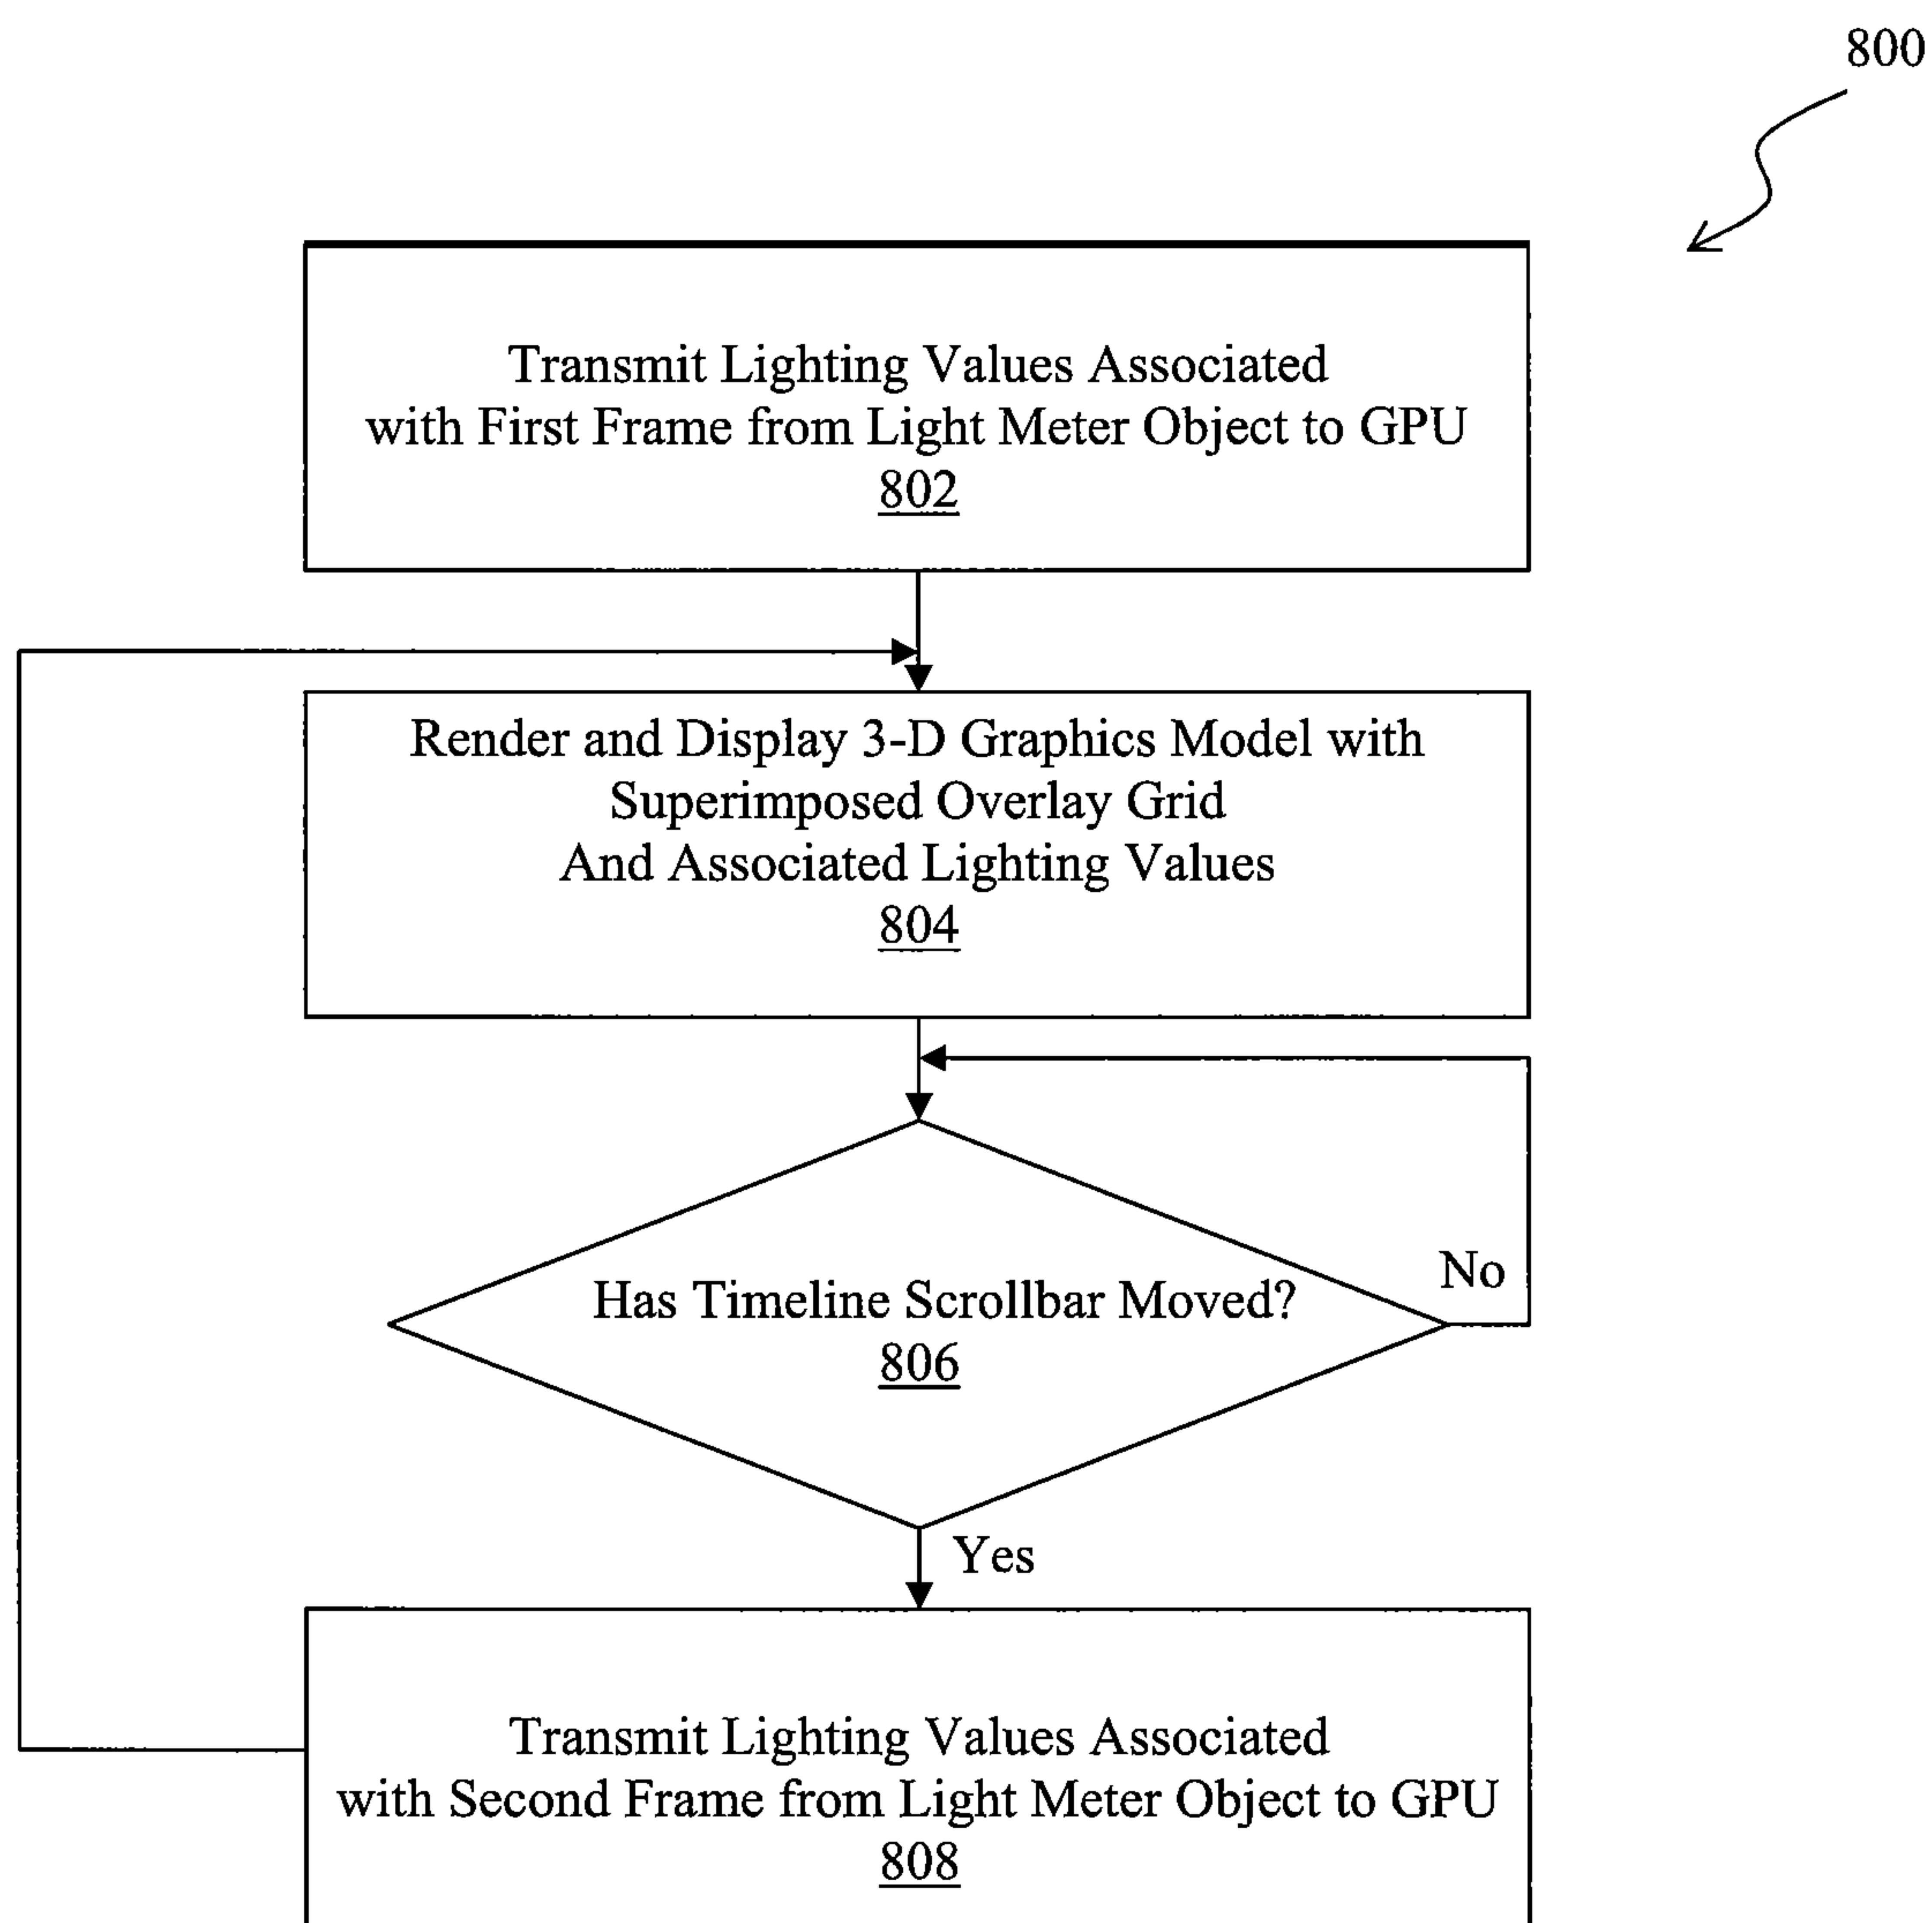 800
Transmit Lighting Values Associated
with First Frame from Light Meter Object to GPU
802
Render and Display 3-D Graphics Model with
Superimposed Overlay Grid
And Associated Lighting Values
804
No
Has Timeline Scrollbar Moved?
806
Yes
Transmit Lighting Values Associated
with Second Frame from Light Meter Object to GPU
808